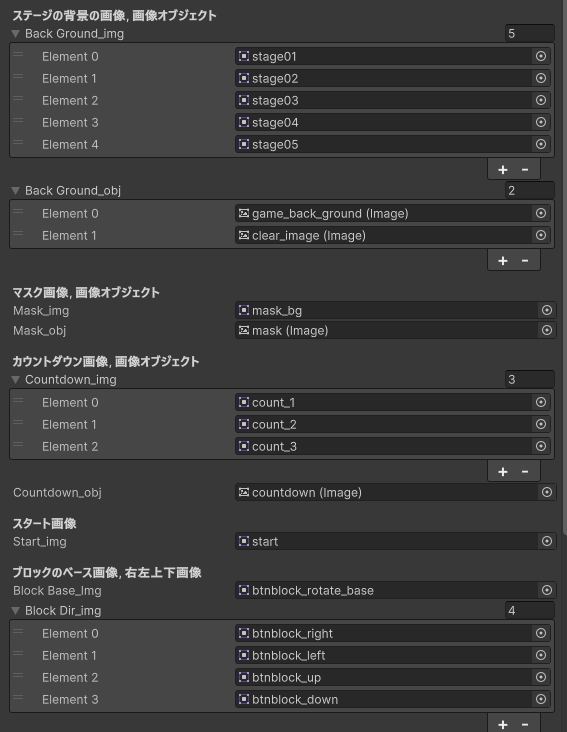 ステージの背景の画像, 画像オブジェクト
Back Ground_img 5
Element 0 stage01
Element 1 stage02
Element 2 stage03
Element 3 stage04
Element 4 stage05
+ -
Back Ground_obj 2
Element 0 game_back_ground (Image)
Element 1 clear_image (Image)
+ -
マスク画像, 画像オブジェクト
Mask_img mask_bg
Mask_obj mask (Image)
カウントダウン画像, 画像オブジェクト
Countdown_img 3
Element 0 count_1
Element 1 count_2
Element 2 count_3
+ -
Countdown_obj countdown (Image)
スタート画像
Start_img start
ブロックのベース画像, 右左上下画像
Block Base_Img btnblock_rotate_base
Block Dir_img 4
Element 0 btnblock_right
Element 1 btnblock_left
Element 2 btnblock_up
Element 3 btnblock_down
+ -